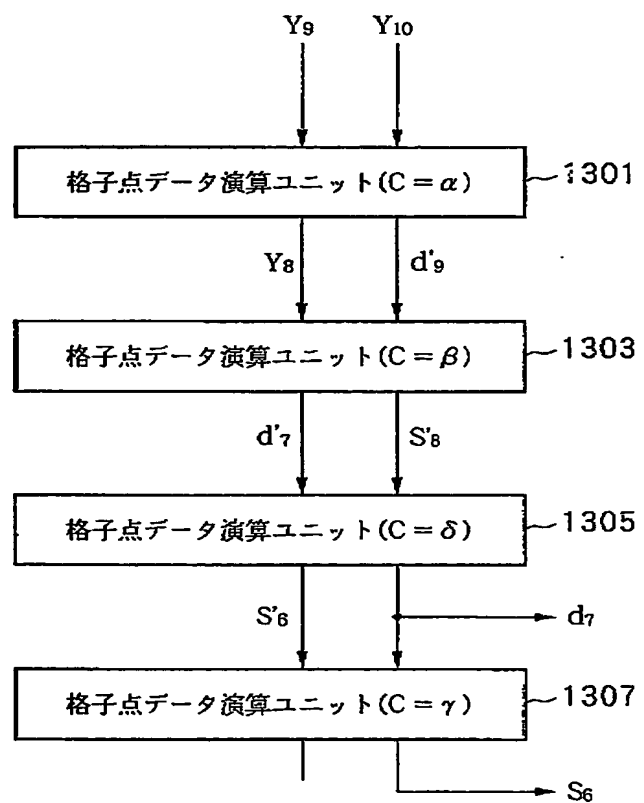 Y₉ Y₁₀
格子点データ演算ユニット(C=α) 1301
Y₈ d'₉
格子点データ演算ユニット(C=β) 1303
d'₇ S'₈
格子点データ演算ユニット(C=δ) 1305
S'₆ d₇
格子点データ演算ユニット(C=γ) 1307
S₆